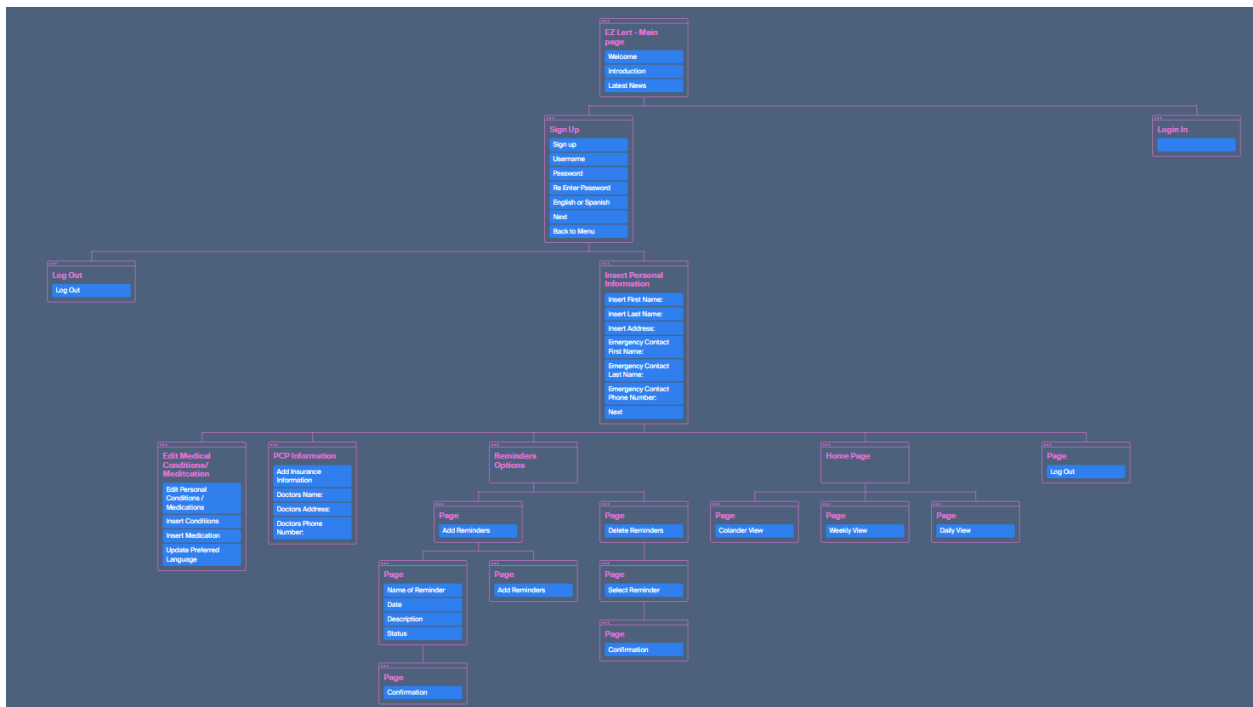 EZ Lert - Main
page
Welcome
Introduction
Latest News
Sign Up
Sign up
Username
Password
Re Enter Password
English or Spanish
Next
Back to Menu
Login In
Log Out
Log Out
Insert Personal
Information
Insert First Name:
Insert Last Name:
Insert Address:
Emergency Contact
First Name:
Emergency Contact
Last Name:
Emergency Contact
Phone Number:
Next
Edit Medical
Conditions/
Meditcation
Edit Personal
Conditions /
Medications
Insert Conditions
Insert Medication
Update Preferred
Language
PCP Information
Add Insurance
Information
Doctors Name:
Doctors Address:
Doctors Phone
Number:
Reminders
Options
Home Page
Page
Log Out
Page
Add Reminders
Page
Delete Reminders
Page
Colander View
Page
Weekly View
Page
Daily View
Page
Name of Reminder
Date
Description
Status
Page
Add Reminders
Page
Select Reminder
Page
Confirmation
Page
Confirmation